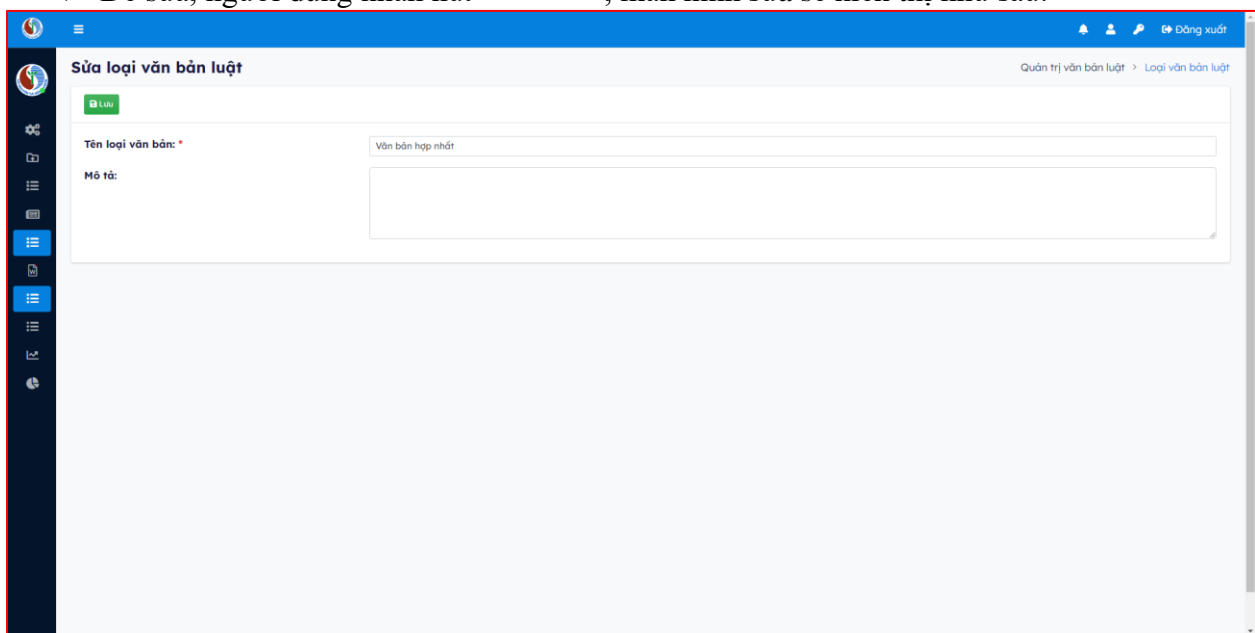 Đăng xuất
Sửa loại văn bản luật
Quản trị văn bản luật > Loại văn bản luật
Lưu
Tên loại văn bản: * Văn bản hợp nhất
Mô tả: